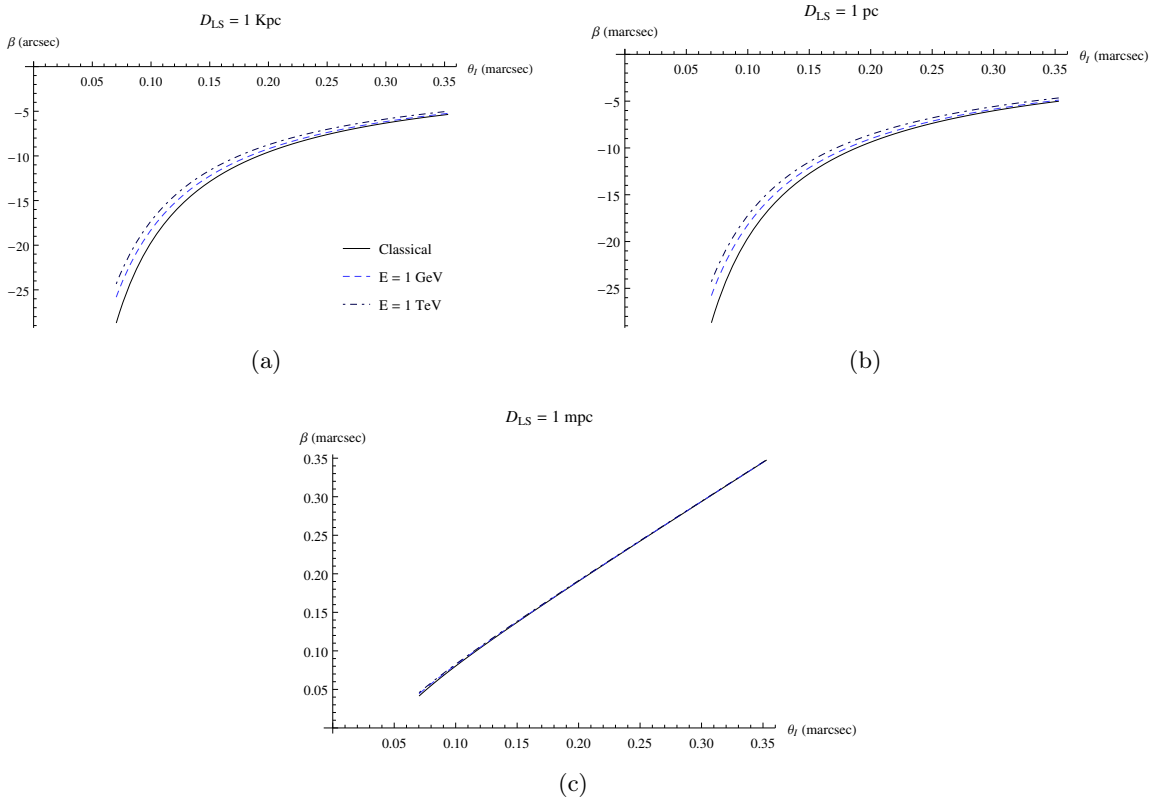 D_LS = 1 Kpc
β (arcsec)
θ_I (marcsec)
0.05 0.10 0.15 0.20 0.25 0.30 0.35
−5
−10
−15
−20
−25
Classical
E = 1 GeV
E = 1 TeV
(a)
D_LS = 1 pc
β (marcsec)
θ_I (marcsec)
0.05 0.10 0.15 0.20 0.25 0.30 0.35
−5
−10
−15
−20
−25
(b)
D_LS = 1 mpc
β (marcsec)
0.35
0.30
0.25
0.20
0.15
0.10
0.05
θ_I (marcsec)
0.05 0.10 0.15 0.20 0.25 0.30 0.35
(c)